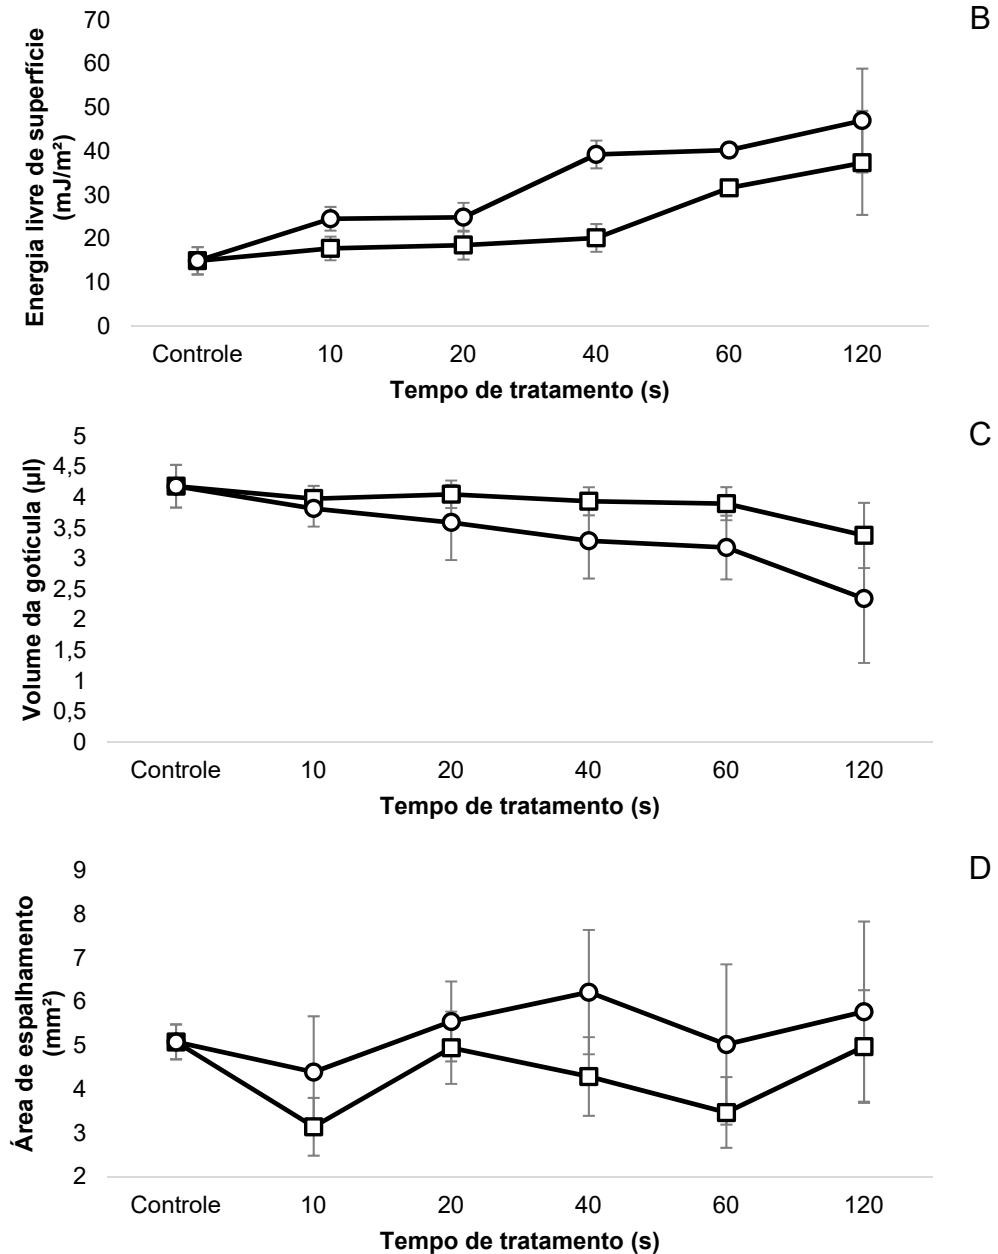 B
Energia livre de superfície
(mJ/m²)
70
60
50
40
30
20
10
0
Controle 10 20 40 60 120
Tempo de tratamento (s)
C
Volume da gotícula (µl)
5
4,5
4
3,5
3
2,5
2
1,5
1
0,5
0
Controle 10 20 40 60 120
Tempo de tratamento (s)
D
Área de espalhamento
(mm²)
9
8
7
6
5
4
3
2
Controle 10 20 40 60 120
Tempo de tratamento (s)